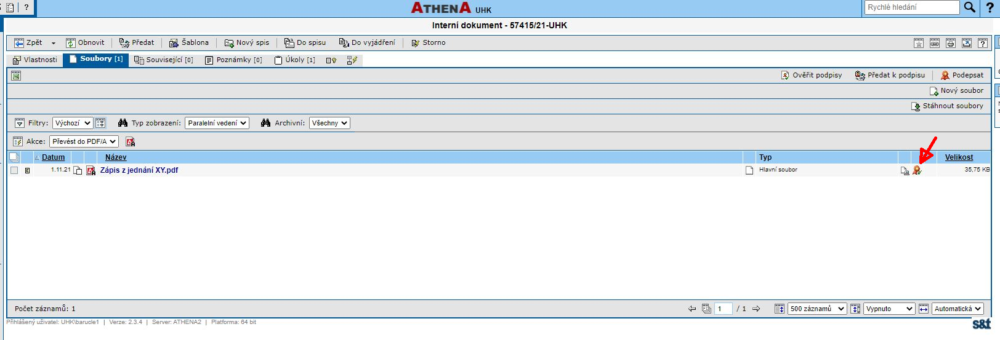 ?
ATHENA UHK
Rychlé hledání
?
Interní dokument - 57415/21-UHK
Zpět Obnovit Předat Šablona Nový spis Do spisu Do vyjádření Storno ?
Vlastnosti Soubory [1] Související [0] Poznámky [0] Úkoly [1]
Ověřit podpisy Předat k podpisu Podepsat
Nový soubor
Stáhnout soubory
Filtry: Výchozí Typ zobrazení: Paralelní vedení Archivní: Všechny
Akce: Převést do PDF/A
Datum Název Typ Velikost
E 1.11.21 Zápis z jednání XY.pdf Hlavní soubor 35,75 KB
Počet záznamů: 1 1 / 1 500 záznamů Vypnuto Automatická
Přihlášený uživatel: UHK\barucle1 | Verze: 2.3.4 | Server: ATHENA2 | Platforma: 64 bit
s&t